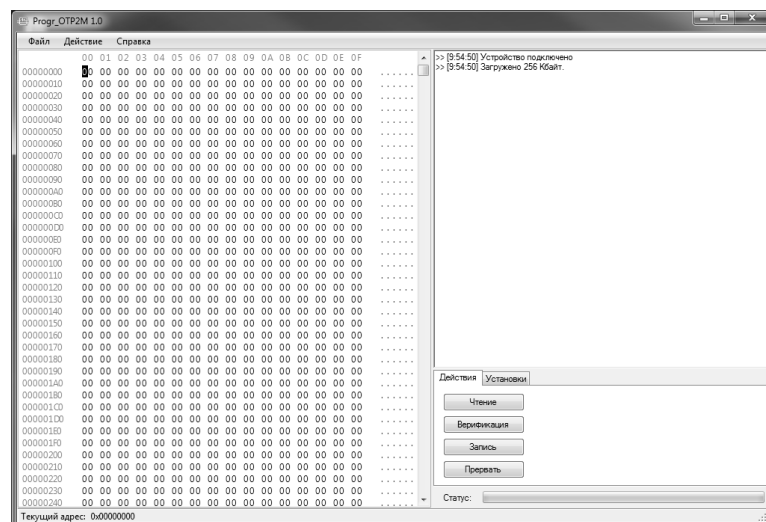 Progr_OTP2M 1.0
Файл Действие Справка
00 01 02 03 04 05 06 07 08 09 0A 0B 0C 0D 0E 0F
00000000 00 00 00 00 00 00 00 00 00 00 00 00 00 00 00 00 ......
00000010 00 00 00 00 00 00 00 00 00 00 00 00 00 00 00 00 ......
00000020 00 00 00 00 00 00 00 00 00 00 00 00 00 00 00 00 ......
00000030 00 00 00 00 00 00 00 00 00 00 00 00 00 00 00 00 ......
00000040 00 00 00 00 00 00 00 00 00 00 00 00 00 00 00 00 ......
00000050 00 00 00 00 00 00 00 00 00 00 00 00 00 00 00 00 ......
00000060 00 00 00 00 00 00 00 00 00 00 00 00 00 00 00 00 ......
00000070 00 00 00 00 00 00 00 00 00 00 00 00 00 00 00 00 ......
00000080 00 00 00 00 00 00 00 00 00 00 00 00 00 00 00 00 ......
00000090 00 00 00 00 00 00 00 00 00 00 00 00 00 00 00 00 ......
000000A0 00 00 00 00 00 00 00 00 00 00 00 00 00 00 00 00 ......
000000B0 00 00 00 00 00 00 00 00 00 00 00 00 00 00 00 00 ......
000000C0 00 00 00 00 00 00 00 00 00 00 00 00 00 00 00 00 ......
000000D0 00 00 00 00 00 00 00 00 00 00 00 00 00 00 00 00 ......
000000E0 00 00 00 00 00 00 00 00 00 00 00 00 00 00 00 00 ......
000000F0 00 00 00 00 00 00 00 00 00 00 00 00 00 00 00 00 ......
00000100 00 00 00 00 00 00 00 00 00 00 00 00 00 00 00 00 ......
00000110 00 00 00 00 00 00 00 00 00 00 00 00 00 00 00 00 ......
00000120 00 00 00 00 00 00 00 00 00 00 00 00 00 00 00 00 ......
00000130 00 00 00 00 00 00 00 00 00 00 00 00 00 00 00 00 ......
00000140 00 00 00 00 00 00 00 00 00 00 00 00 00 00 00 00 ......
00000150 00 00 00 00 00 00 00 00 00 00 00 00 00 00 00 00 ......
00000160 00 00 00 00 00 00 00 00 00 00 00 00 00 00 00 00 ......
00000170 00 00 00 00 00 00 00 00 00 00 00 00 00 00 00 00 ......
00000180 00 00 00 00 00 00 00 00 00 00 00 00 00 00 00 00 ......
00000190 00 00 00 00 00 00 00 00 00 00 00 00 00 00 00 00 ......
000001A0 00 00 00 00 00 00 00 00 00 00 00 00 00 00 00 00 ......
000001B0 00 00 00 00 00 00 00 00 00 00 00 00 00 00 00 00 ......
000001C0 00 00 00 00 00 00 00 00 00 00 00 00 00 00 00 00 ......
000001D0 00 00 00 00 00 00 00 00 00 00 00 00 00 00 00 00 ......
000001E0 00 00 00 00 00 00 00 00 00 00 00 00 00 00 00 00 ......
000001F0 00 00 00 00 00 00 00 00 00 00 00 00 00 00 00 00 ......
00000200 00 00 00 00 00 00 00 00 00 00 00 00 00 00 00 00 ......
00000210 00 00 00 00 00 00 00 00 00 00 00 00 00 00 00 00 ......
00000220 00 00 00 00 00 00 00 00 00 00 00 00 00 00 00 00 ......
00000230 00 00 00 00 00 00 00 00 00 00 00 00 00 00 00 00 ......
00000240 00 00 00 00 00 00 00 00 00 00 00 00 00 00 00 00 ......
>> [9:54:50] Устройство подключено
>> [9:54:50] Загружено 256 Кбайт.
Действия Установки
Чтение
Верификация
Запись
Прервать
Статус:
Текущий адрес: 0x00000000